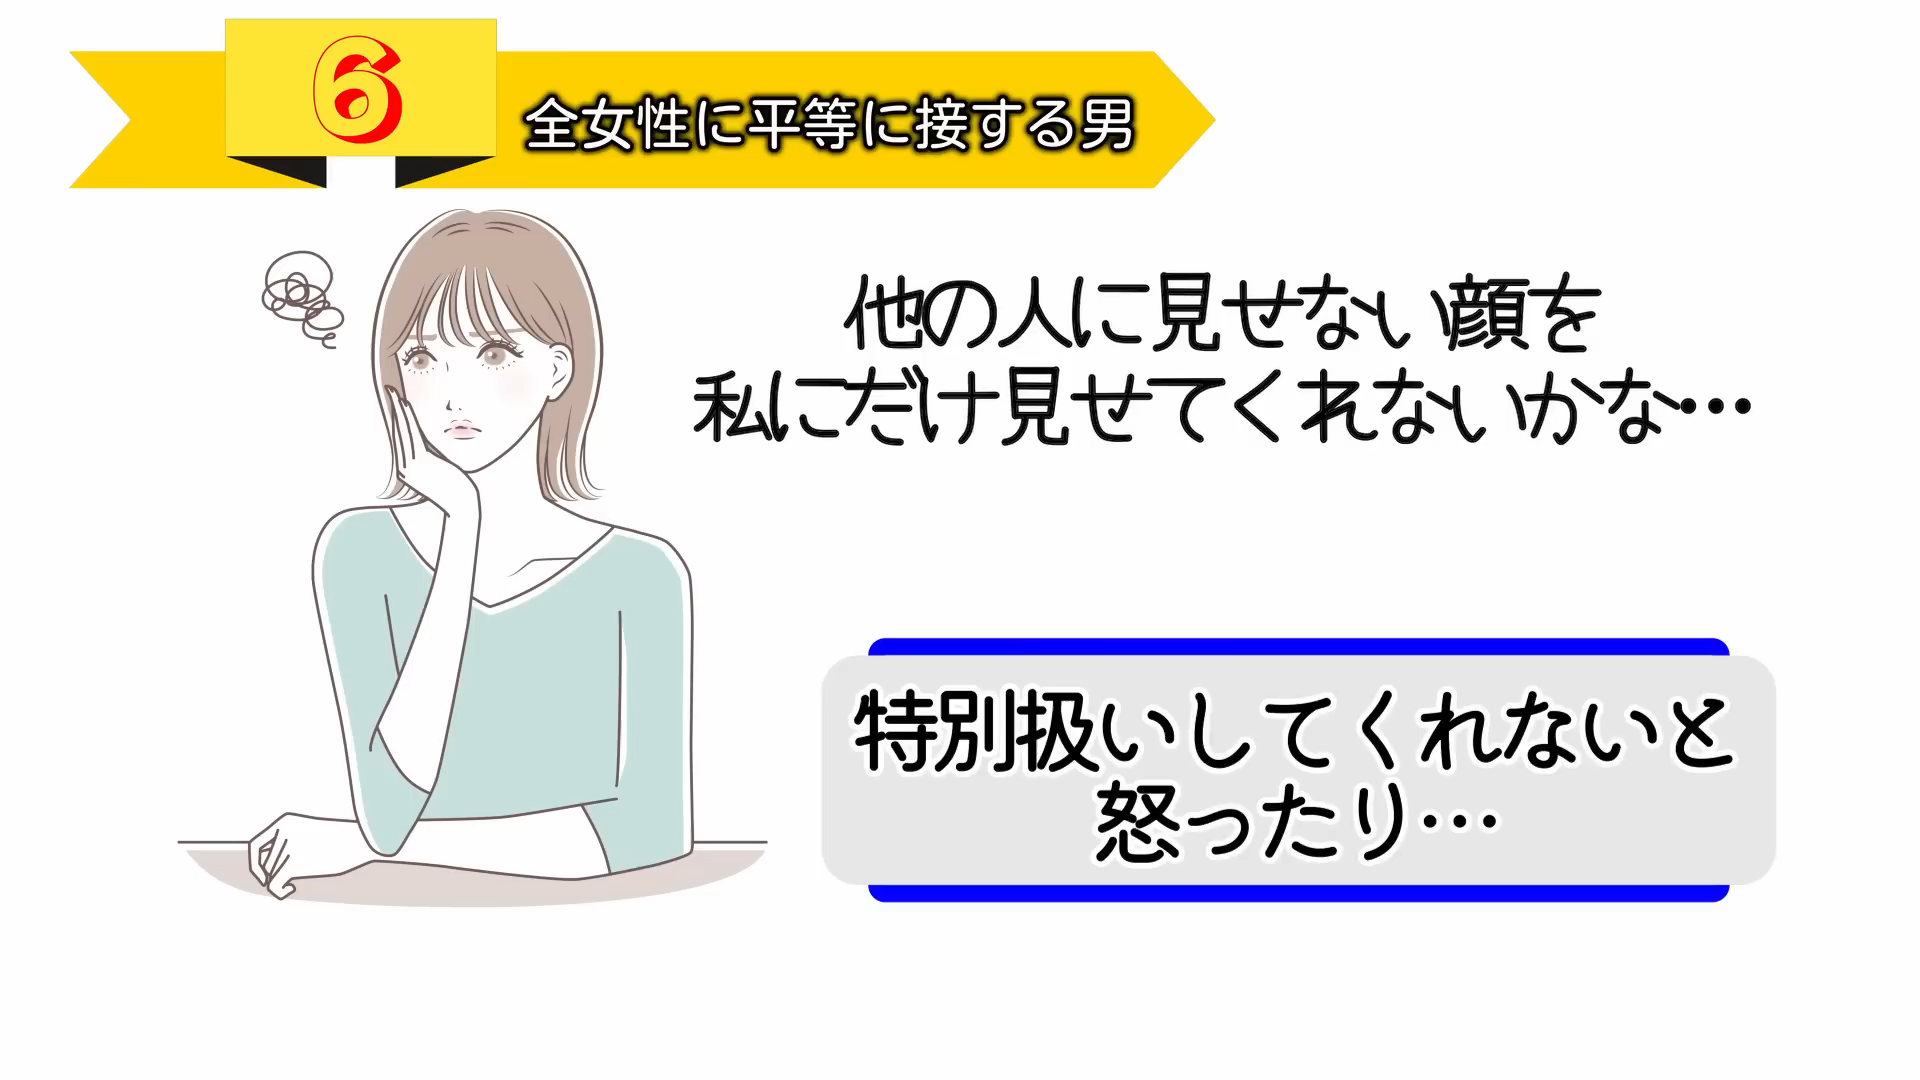 6
全女性に平等に接する男
他の人に見せない顔を
私にだけ見せてくれないかな…
特別扱いしてくれないと
怒ったり…